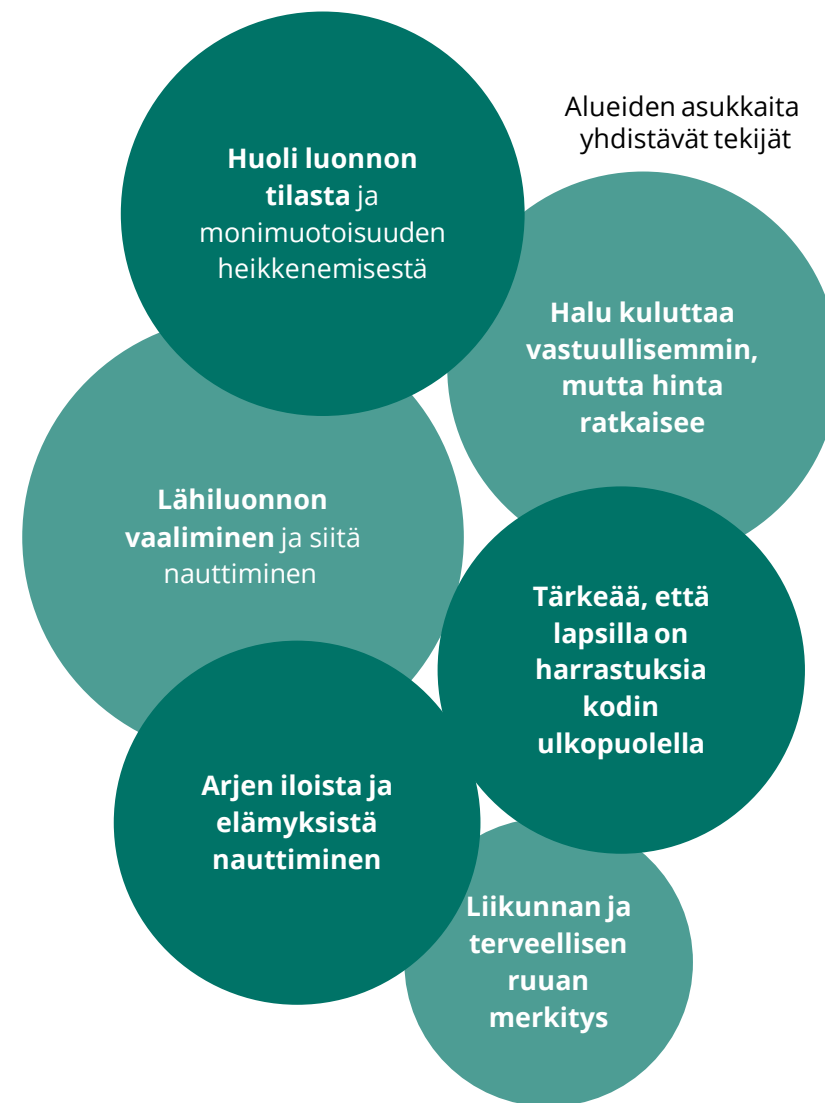 Alueiden asukkaita
yhdistävät tekijät
Huoli luonnon
tilasta ja
monimuotoisuuden
heikkenemisestä
Halu kuluttaa
vastuullisemmin,
mutta hinta
ratkaisee
Lähiluonnon
vaaliminen ja siitä
nauttiminen
Tärkeää, että
lapsilla on
harrastuksia
kodin
ulkopuolella
Arjen iloista ja
elämyksistä
nauttiminen
Liikunnan ja
terveellisen
ruuan
merkitys